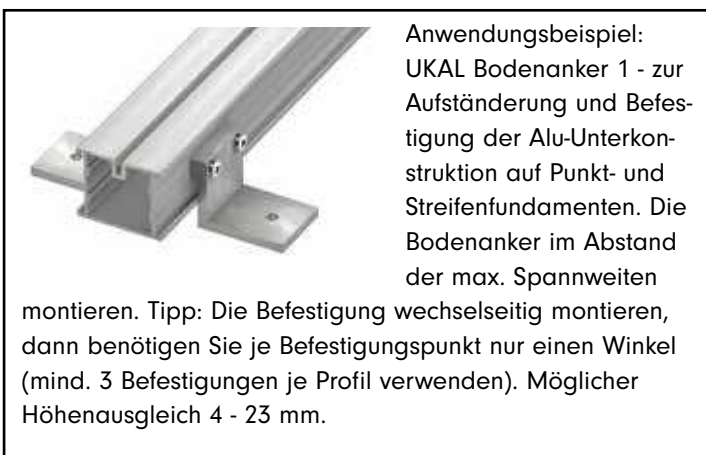 Anwendungsbeispiel:
UKAL Bodenanker 1 - zur
Aufständerung und Befes-
tigung der Alu-Unterkon-
struktion auf Punkt- und
Streifenfundamenten. Die
Bodenanker im Abstand
der max. Spannweiten
montieren. Tipp: Die Befestigung wechselseitig montieren,
dann benötigen Sie je Befestigungspunkt nur einen Winkel
(mind. 3 Befestigungen je Profil verwenden). Möglicher
Höhenausgleich 4 - 23 mm.